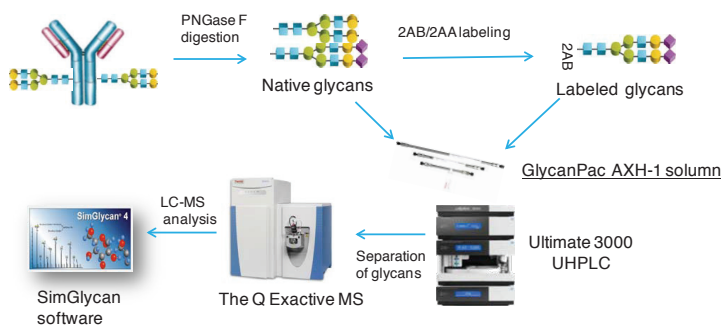 PNGase F
digestion
2AB/2AA labeling
2AB
Native glycans
Labeled glycans
GlycanPac AXH-1 solumn
LC-MS
analysis
SimGlycan 4
Separation
of glycans
Ultimate 3000
UHPLC
The Q Exactive MS
SimGlycan
software